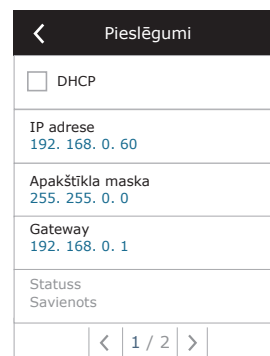 Pieslēgumi
DHCP
IP adrese
192. 168. 0. 60
Apakštīkla maska
255. 255. 0. 0
Gateway
192. 168. 0. 1
Statuss
Savienots
1 / 2